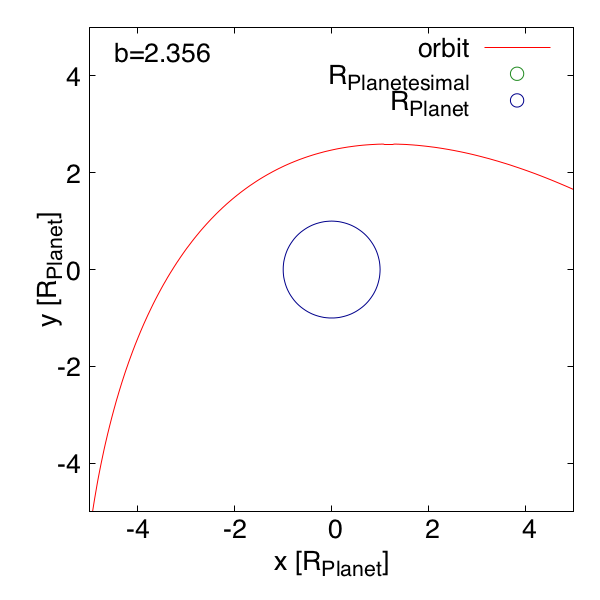 b=2.356
orbit
R_Planetesimal
R_Planet
4
2
0
-2
-4
y [R_Planet]
-4 -2 0 2 4
x [R_Planet]